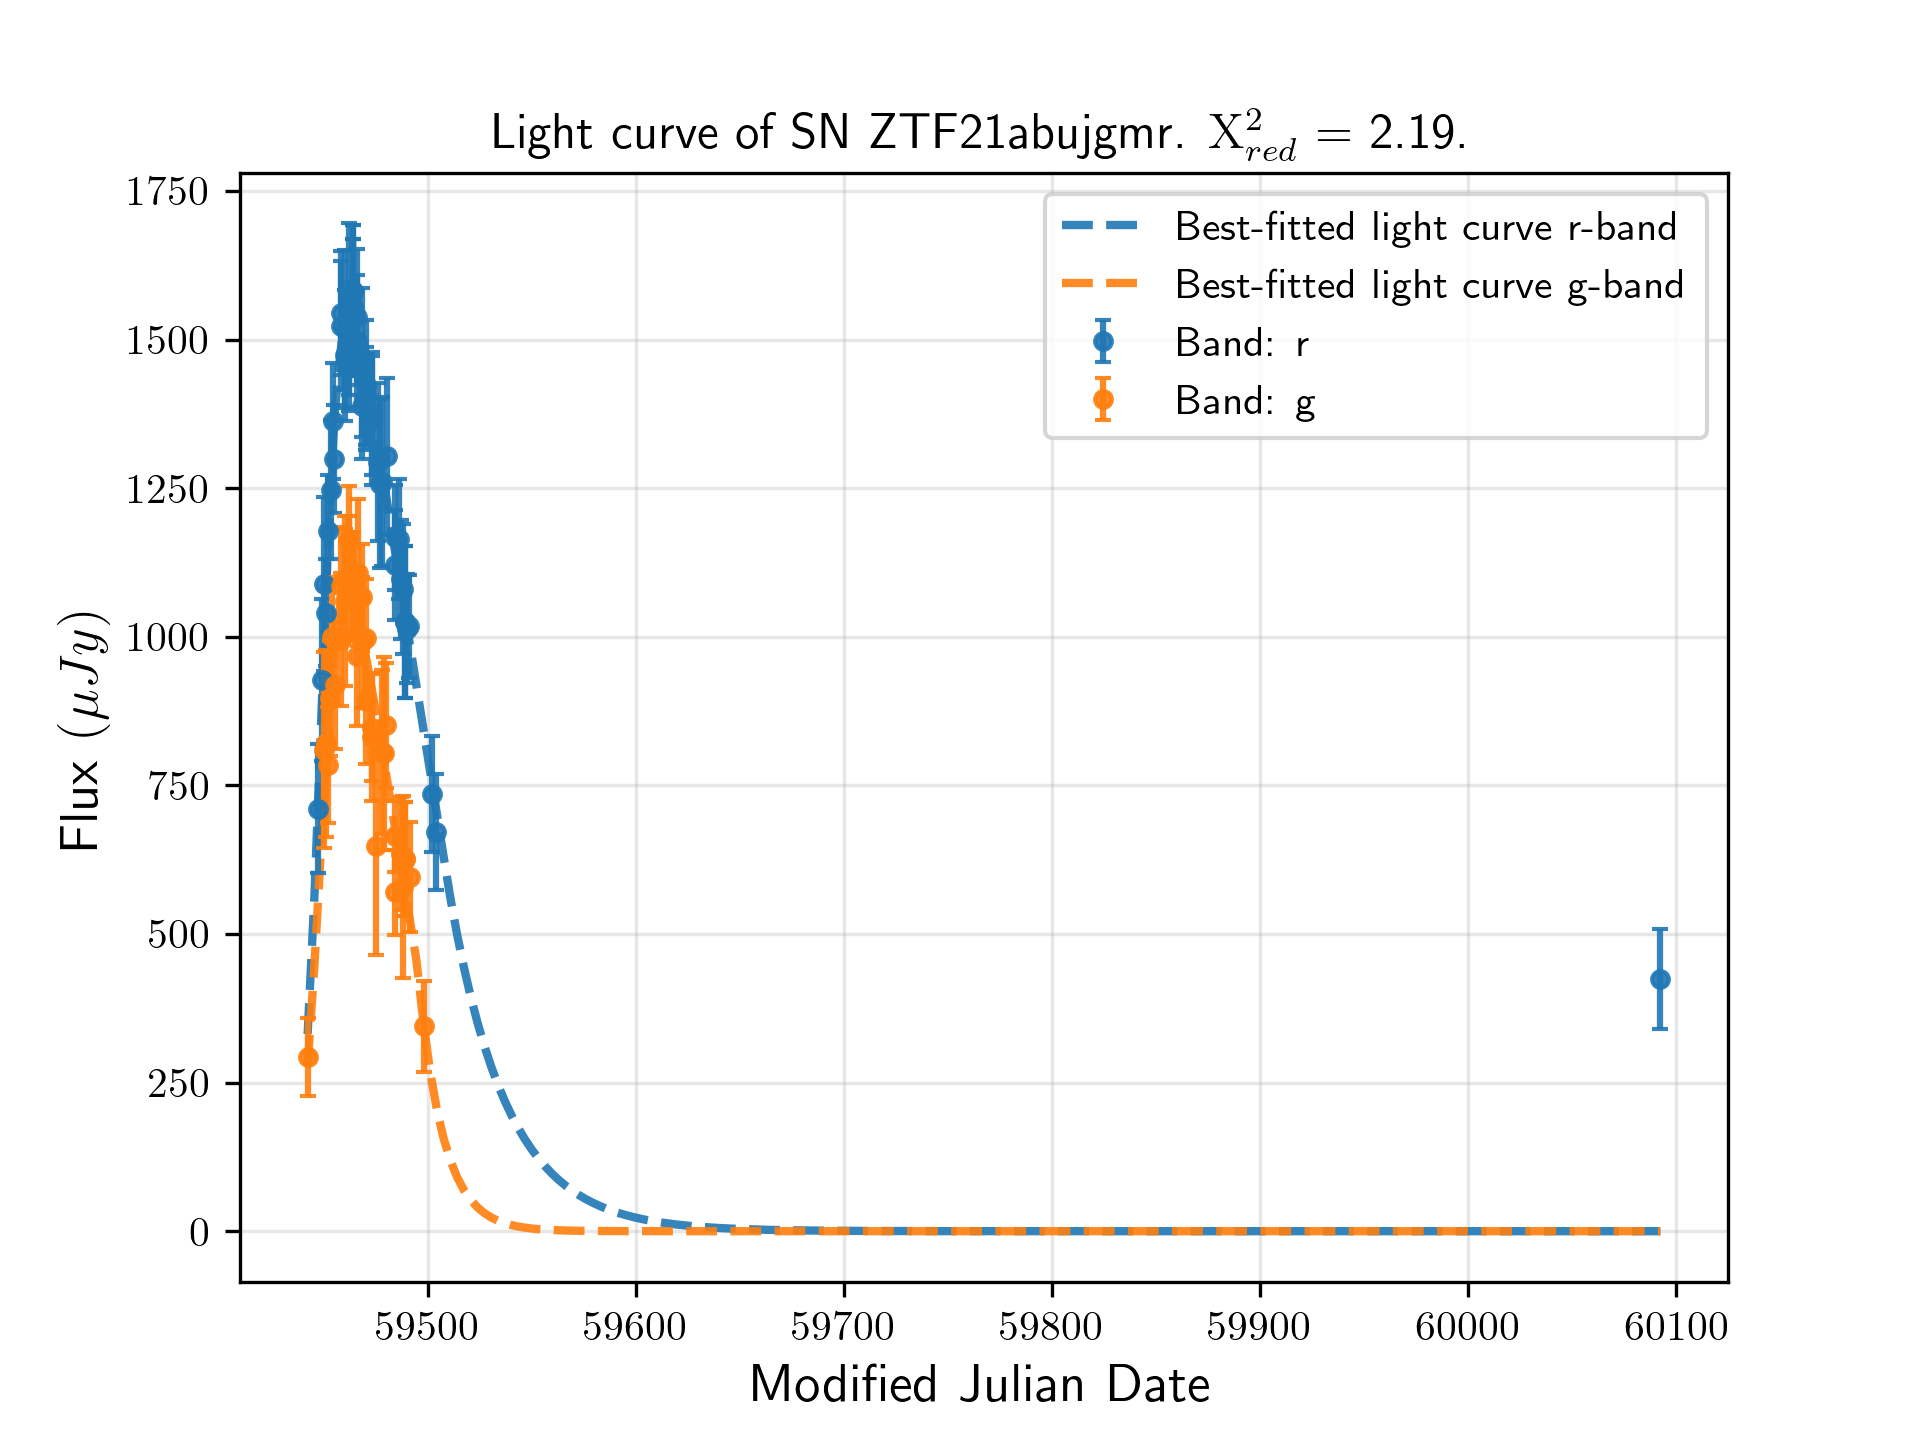 Light curve of SN ZTF21abujgmr. X²_red = 2.19.
1750
1500
1250
1000
750
500
250
0
Flux (μJy)
Best-fitted light curve r-band
Best-fitted light curve g-band
Band: r
Band: g
59500 59600 59700 59800 59900 60000 60100
Modified Julian Date